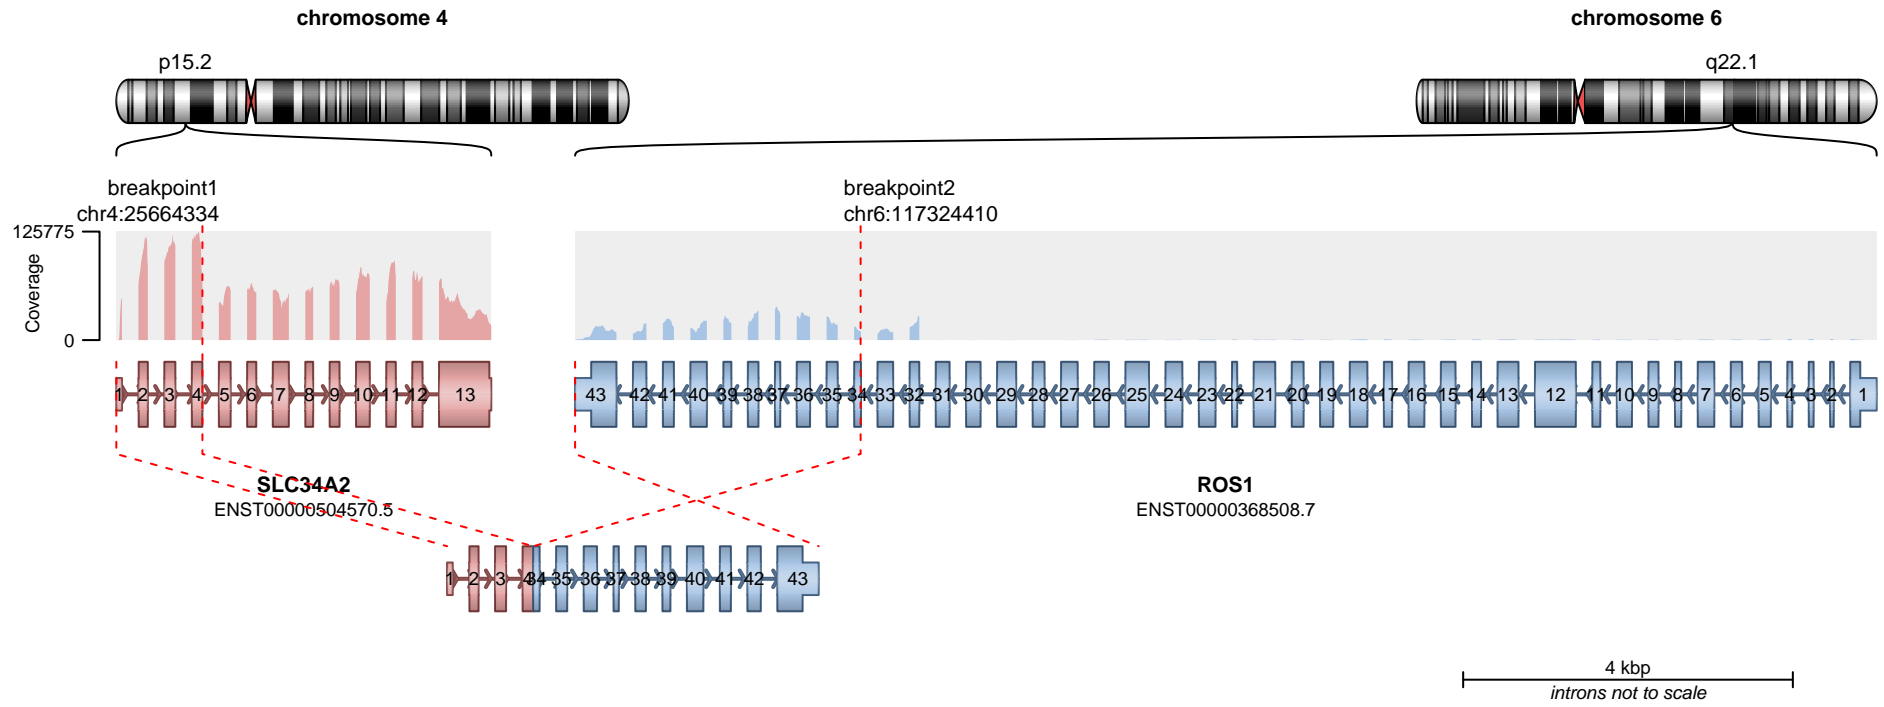 chromosome 4
chromosome 6
p15.2
q22.1
breakpoint1
chr4:25664334
breakpoint2
chr6:117324410
125775
Coverage
0
1 2 3 4 5 6 7 8 9 10 11 12 13
43 42 41 40 39 38 37 36 35 34 33 32 31 30 29 28 27 26 25 24 23 22 21 20 19 18 17 16 15 14 13 12 11 10 9 8 7 6 5 4 3 2 1
SLC34A2
ENST00000504570.5
ROS1
ENST00000368508.7
1 2 3 4 34 35 36 37 38 39 40 41 42 43
4 kbp
introns not to scale